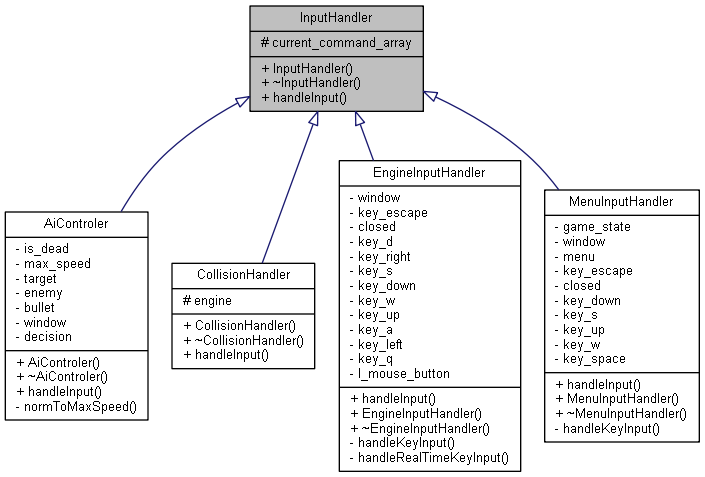 InputHandler
# current_command_array
+ InputHandler()
+ ~InputHandler()
+ handleInput()
AiControler
- is_dead
- max_speed
- target
- enemy
- bullet
- window
- decision
+ AiControler()
+ ~AiControler()
+ handleInput()
- normToMaxSpeed()
CollisionHandler
# engine
+ CollisionHandler()
+ ~CollisionHandler()
+ handleInput()
EngineInputHandler
- window
- key_escape
- closed
- key_d
- key_right
- key_s
- key_down
- key_w
- key_up
- key_a
- key_left
- key_q
- l_mouse_button
+ handleInput()
+ EngineInputHandler()
+ ~EngineInputHandler()
- handleKeyInput()
- handleRealTimeKeyInput()
MenuInputHandler
- game_state
- window
- menu
- key_escape
- closed
- key_down
- key_s
- key_up
- key_w
- key_space
+ handleInput()
+ MenuInputHandler()
+ ~MenuInputHandler()
- handleKeyInput()